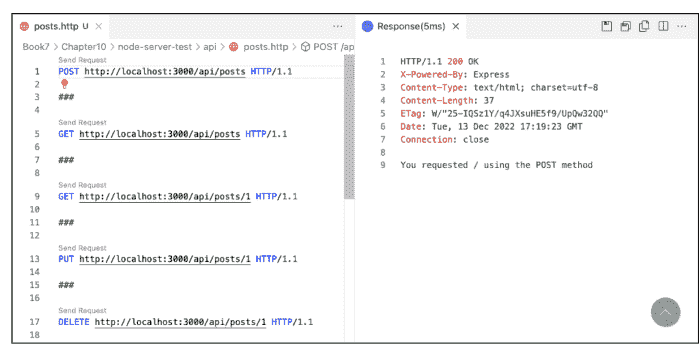 posts.http U ×
Book7 > Chapter10 > node-server-test > api > posts.http > POST /ap
Send Request
1 POST http://localhost:3000/api/posts HTTP/1.1
2
3 ###
4
Send Request
5 GET http://localhost:3000/api/posts HTTP/1.1
6
7 ###
8
Send Request
9 GET http://localhost:3000/api/posts/1 HTTP/1.1
10
11 ###
12
Send Request
13 PUT http://localhost:3000/api/posts/1 HTTP/1.1
14
15 ###
16
Send Request
17 DELETE http://localhost:3000/api/posts/1 HTTP/1.1
18
Response(5ms) ×
1 HTTP/1.1 200 OK
2 X-Powered-By: Express
3 Content-Type: text/html; charset=utf-8
4 Content-Length: 37
5 ETag: W/"25-IQSz1Y/q4JXsuHE5f9/UpQw32QQ"
6 Date: Tue, 13 Dec 2022 17:19:23 GMT
7 Connection: close
8
9 You requested / using the POST method